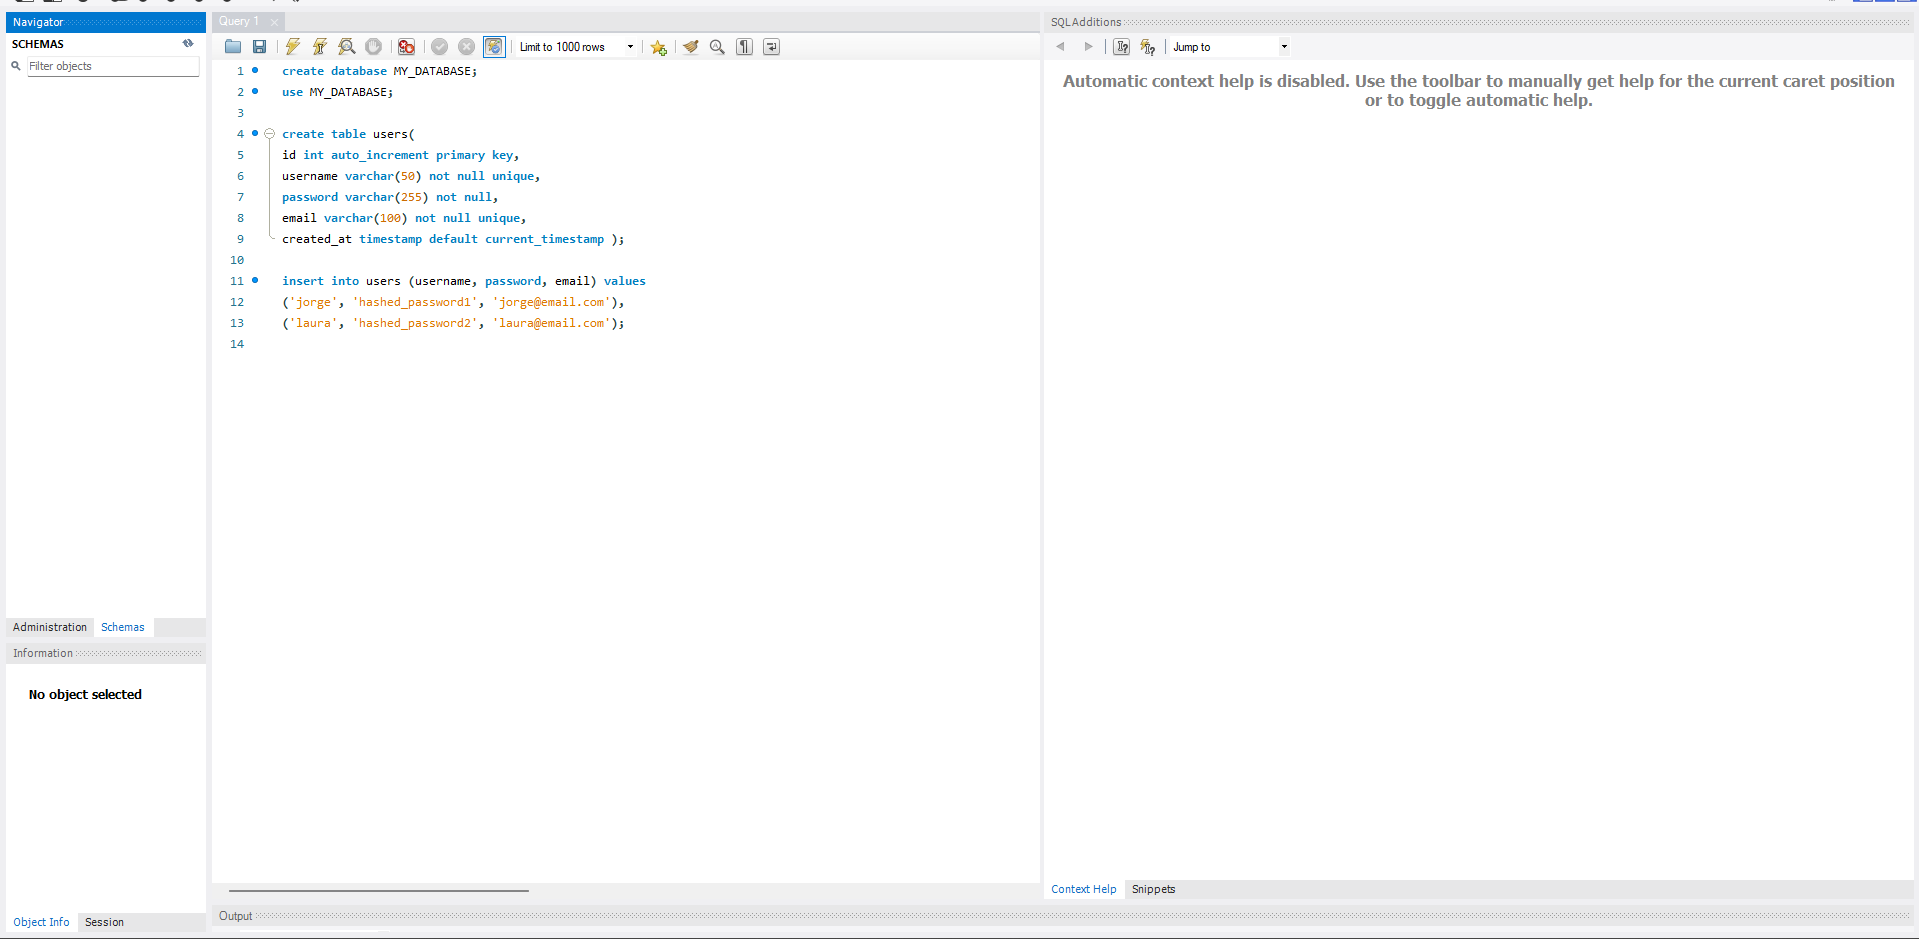 Navigator
SCHEMAS
Filter objects
Administration Schemas
Information
No object selected
Object Info Session
Query 1
Limit to 1000 rows
1 create database MY_DATABASE;
2 use MY_DATABASE;
3
4 create table users(
5 id int auto_increment primary key,
6 username varchar(50) not null unique,
7 password varchar(255) not null,
8 email varchar(100) not null unique,
9 created_at timestamp default current_timestamp );
10
11 insert into users (username, password, email) values
12 ('jorge', 'hashed_password1', 'jorge@email.com'),
13 ('laura', 'hashed_password2', 'laura@email.com');
14
Output
SQLAdditions
Jump to
Automatic context help is disabled. Use the toolbar to manually get help for the current caret position
or to toggle automatic help.
Context Help Snippets